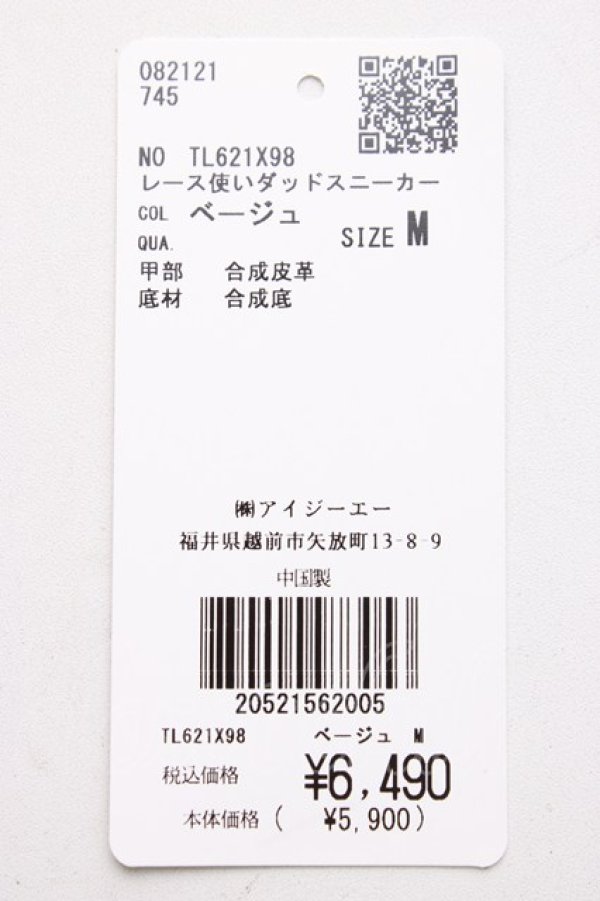 082121
745
NO TL621X98
レース使いダッドスニーカー
COL ベージュ
QUA. SIZE M
甲部 合成皮革
底材 合成底
㈱アイジーエー
福井県越前市矢放町13-8-9
中国製
20521562005
TL621X98 ベージュ M
税込価格 ¥6,490
本体価格( ¥5,900)